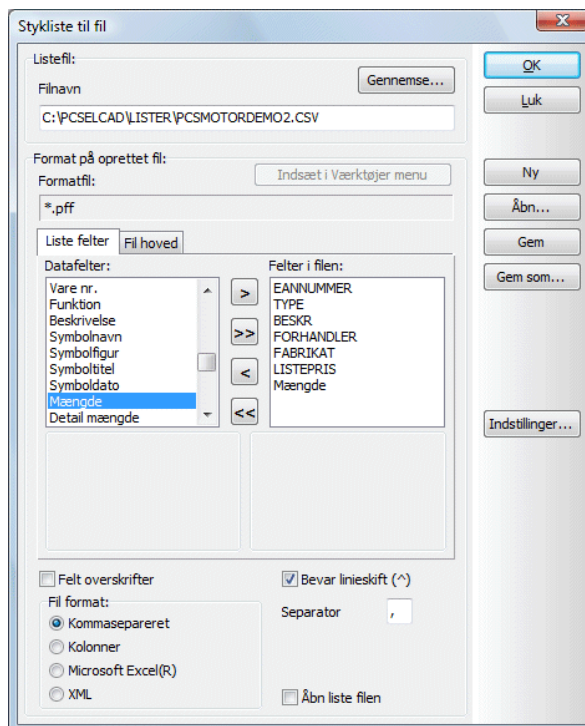 Stykliste til fil
Listefil:
Filnavn
Gennemse...
C:\PCSELCAD\LISTER\PCSMOTORDEMO2.CSV
Format på oprettet fil:
Formatfil:
Indsæt i Værktøjer menu
*.pff
Liste felter
Fil hoved
Datafelter:
Vare nr.
Funktion
Beskrivelse
Symbolnavn
Symbolfigur
Symboltitel
Symboldato
Mængde
Detail mængde
>
>>
<
<<
Felter i filen:
EANNUMMER
TYPE
BESKR
FORHANDLER
FABRIKAT
LISTEPRIS
Mængde
Felt overskrifter
Bevar linieskift (^)
Fil format:
Kommasepareret
Kolonner
Microsoft Excel(R)
XML
Separator
,
Åbn liste filen
OK
Luk
Ny
Åbn...
Gem
Gem som...
Indstillinger...